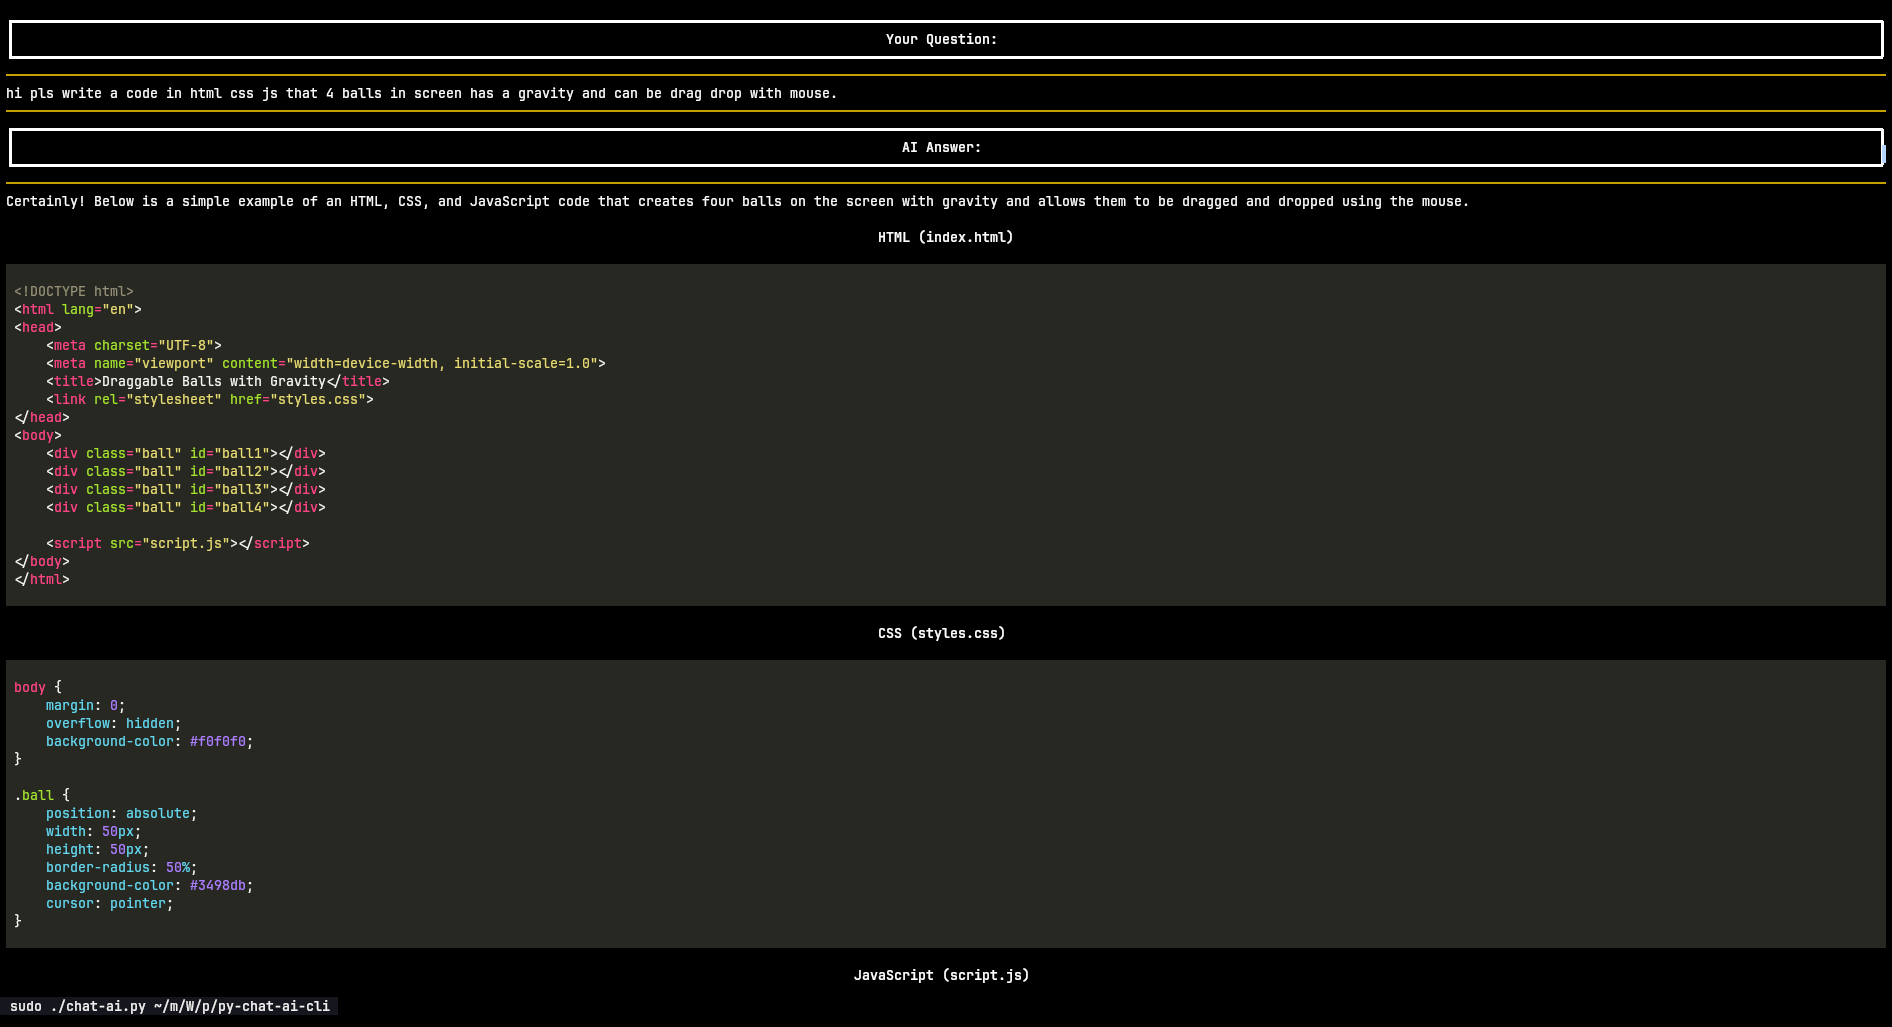 Your Question:
hi pls write a code in html css js that 4 balls in screen has a gravity and can be drag drop with mouse.
AI Answer:
Certainly! Below is a simple example of an HTML, CSS, and JavaScript code that creates four balls on the screen with gravity and allows them to be dragged and dropped using the mouse.
HTML (index.html)
<!DOCTYPE html>
<html lang="en">
<head>
    <meta charset="UTF-8">
    <meta name="viewport" content="width=device-width, initial-scale=1.0">
    <title>Draggable Balls with Gravity</title>
    <link rel="stylesheet" href="styles.css">
</head>
<body>
    <div class="ball" id="ball1"></div>
    <div class="ball" id="ball2"></div>
    <div class="ball" id="ball3"></div>
    <div class="ball" id="ball4"></div>
    <script src="script.js"></script>
</body>
</html>
CSS (styles.css)
body {
    margin: 0;
    overflow: hidden;
    background-color: #f0f0f0;
}
.ball {
    position: absolute;
    width: 50px;
    height: 50px;
    border-radius: 50%;
    background-color: #3498db;
    cursor: pointer;
}
JavaScript (script.js)
sudo ./chat-ai.py ~/m/W/p/py-chat-ai-cli